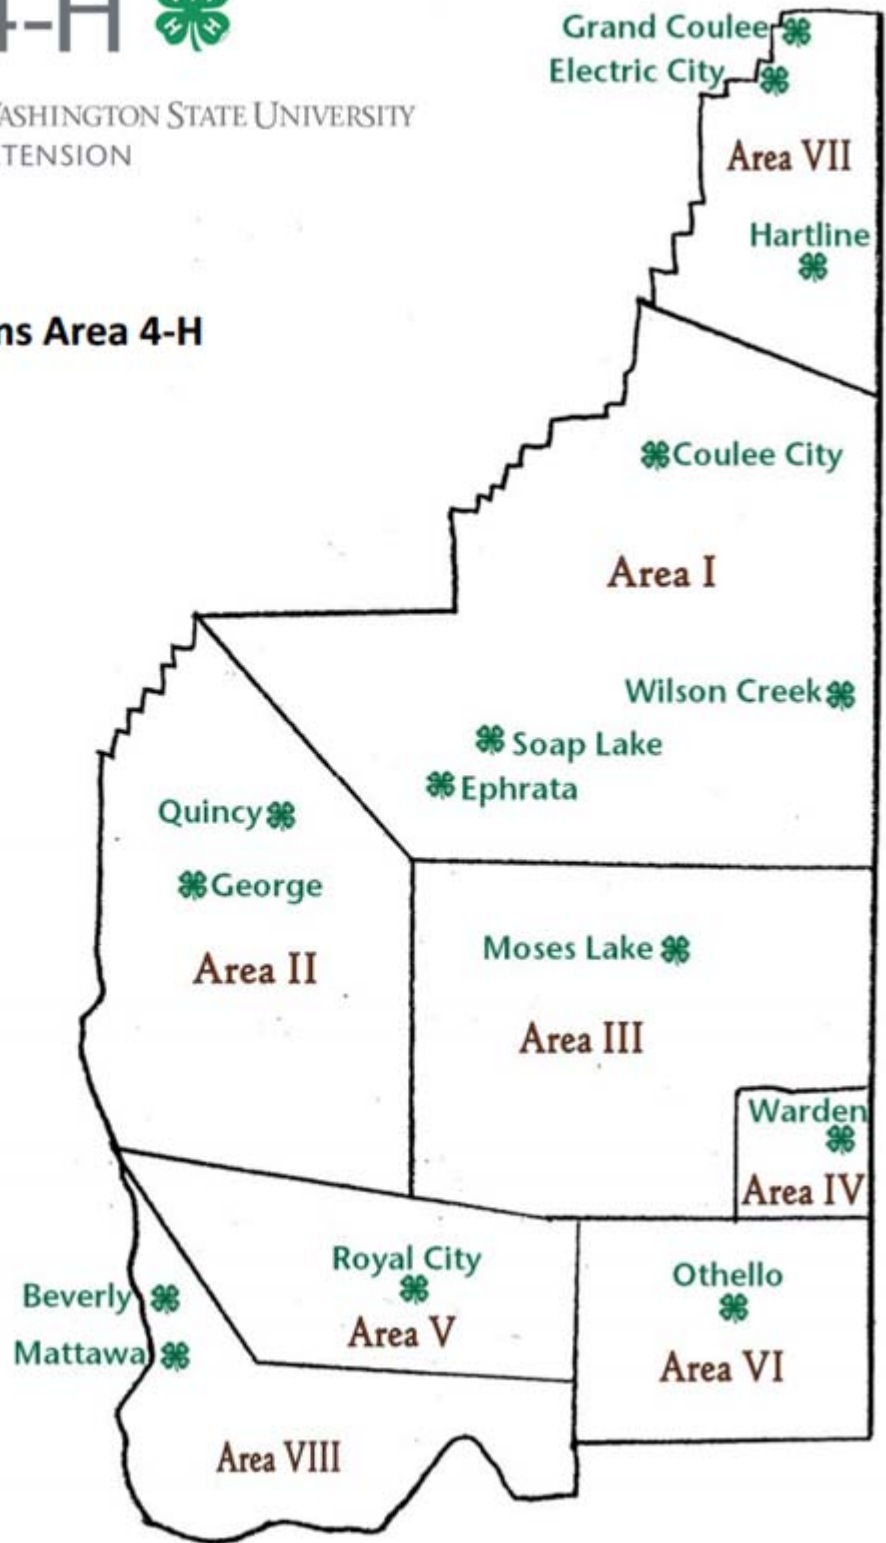 4-H
WASHINGTON STATE UNIVERSITY
TENSION
ns Area 4-H
Grand Coulee
Electric City
Area VII
Hartline
Coulee City
Area I
Wilson Creek
Soap Lake
Ephrata
Quincy
George
Area II
Moses Lake
Area III
Warden
Area IV
Royal City
Area V
Othello
Area VI
Beverly
Mattawa
Area VIII